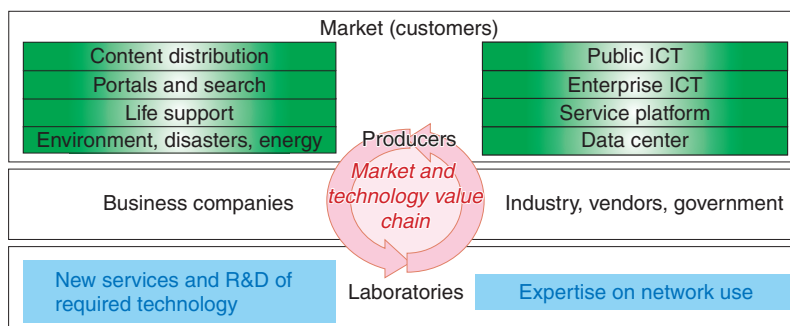 Market (customers)
Content distribution
Portals and search
Life support
Environment, disasters, energy
Public ICT
Enterprise ICT
Service platform
Data center
Producers
Market and
technology value
chain
Business companies
Industry, vendors, government
New services and R&D of
required technology
Laboratories
Expertise on network use